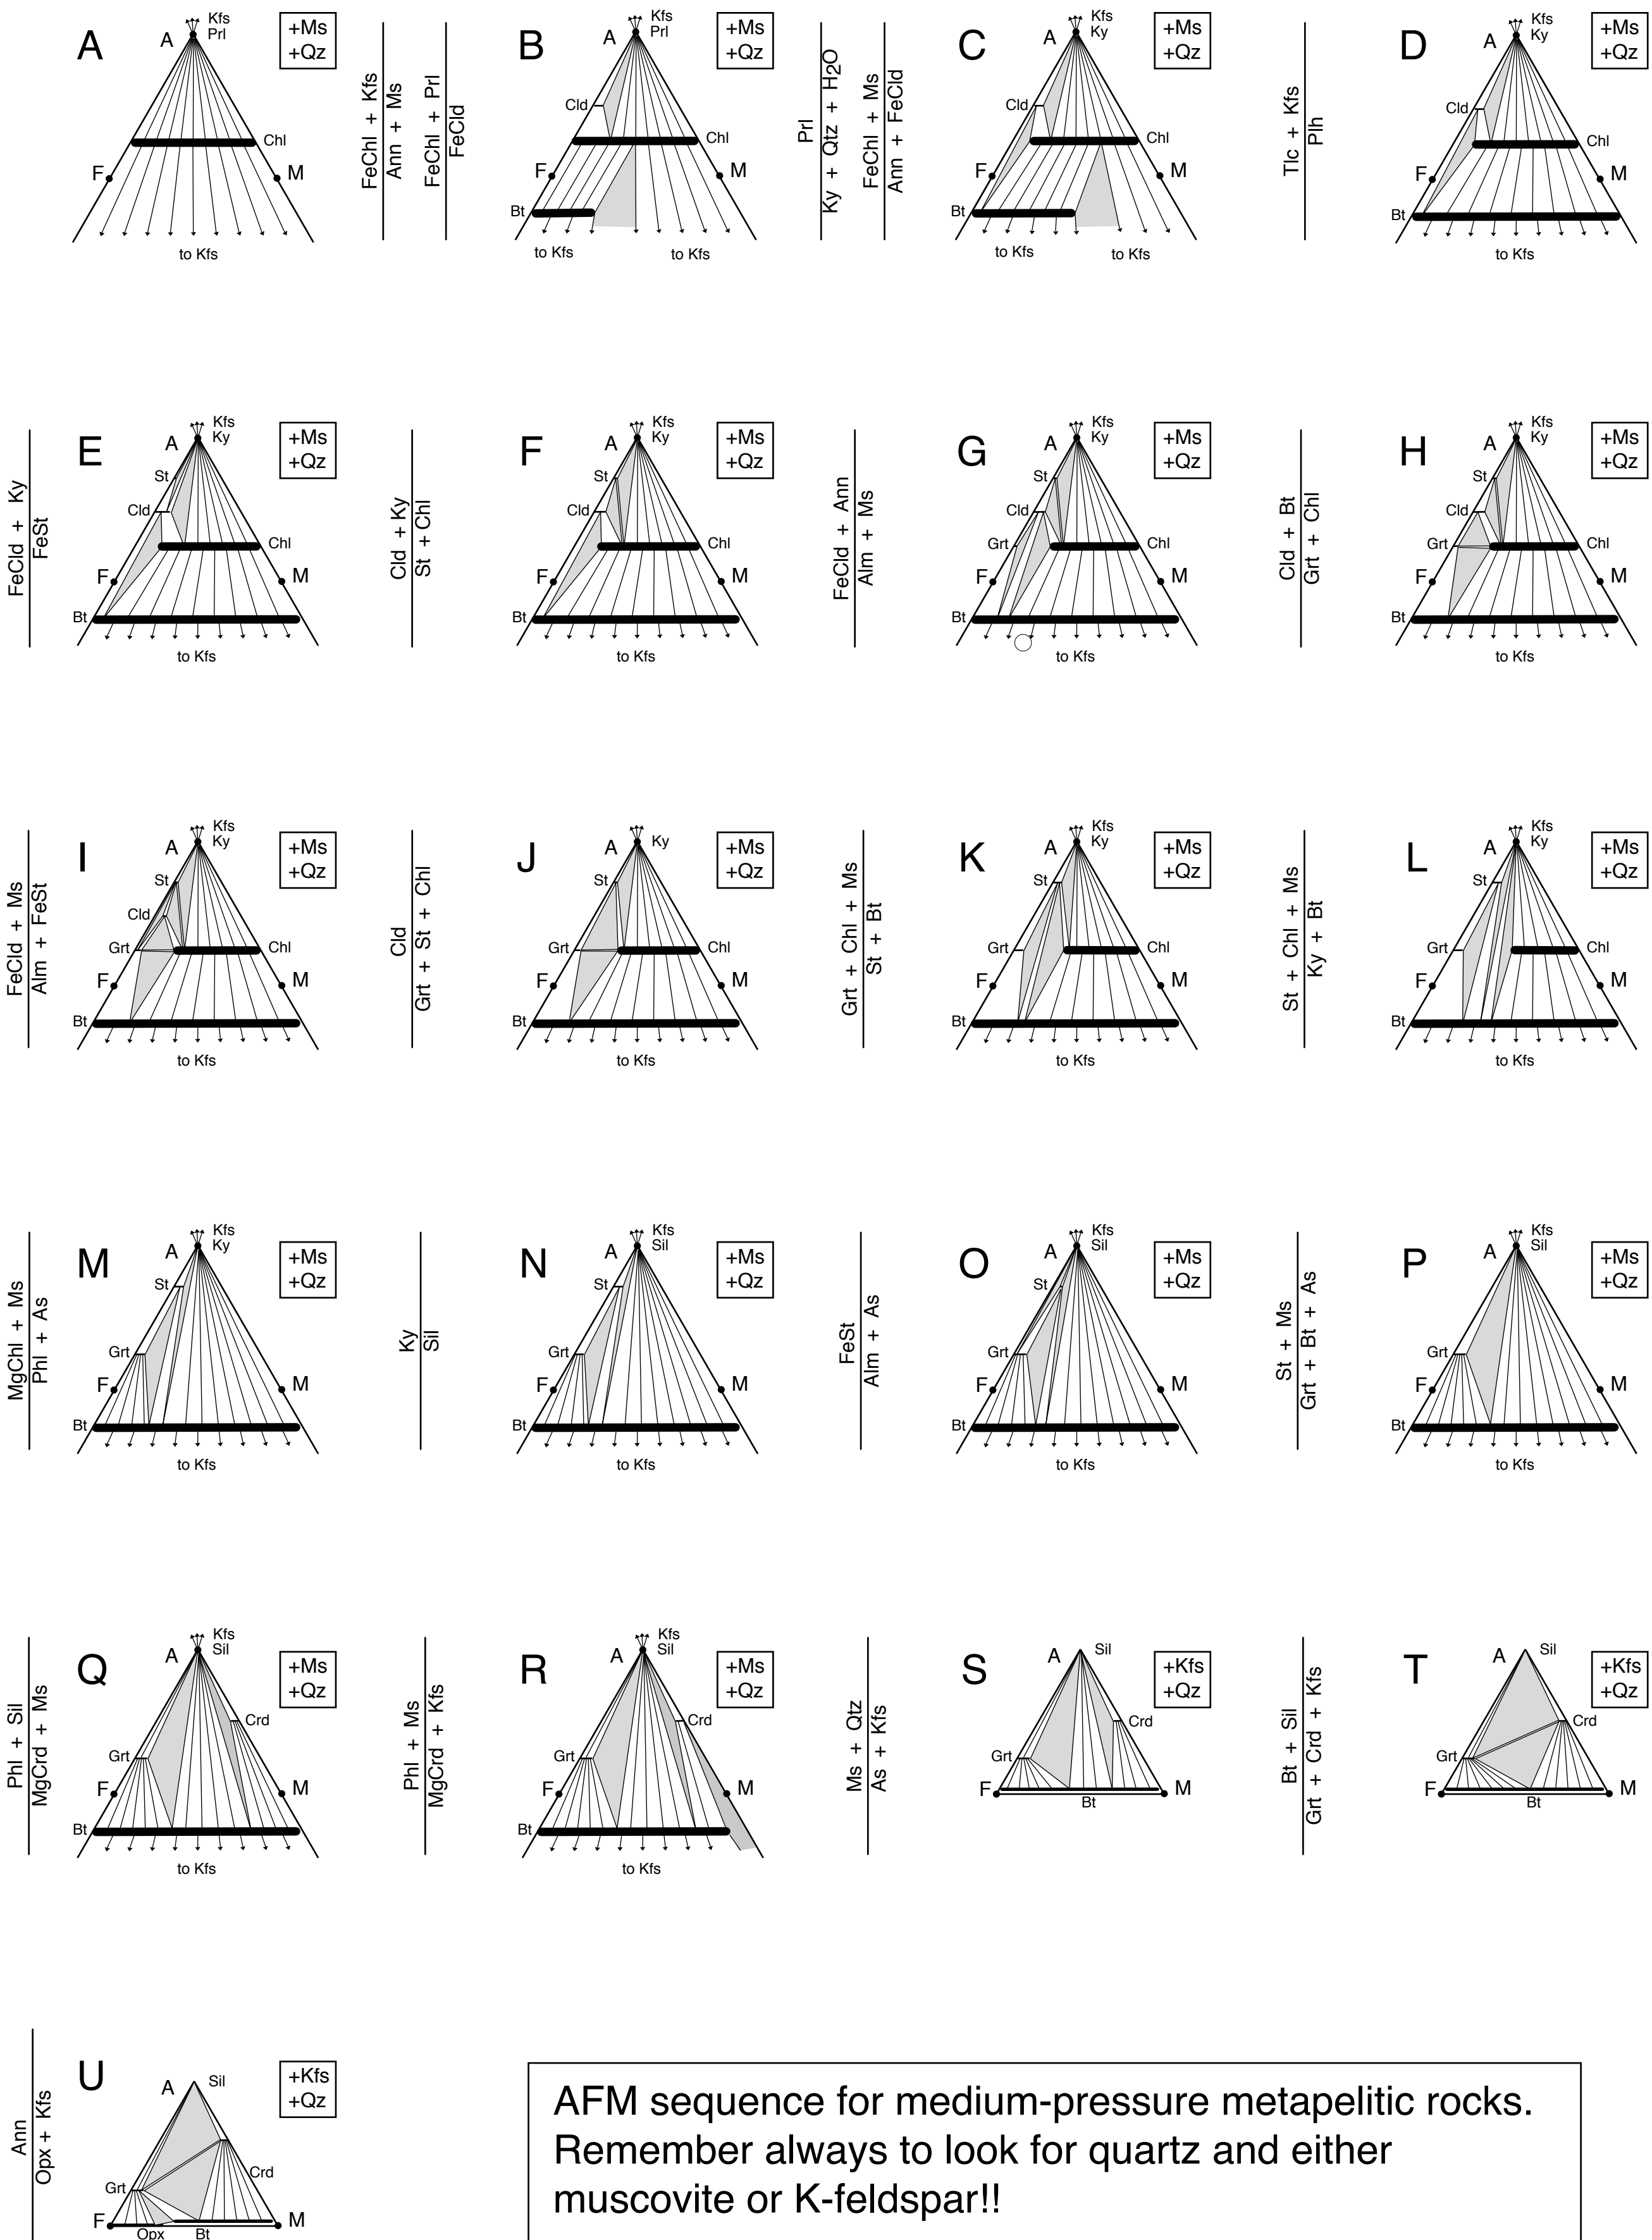 A
A
Kfs
Prl
+Ms
+Qz
Chl
F
M
to Kfs
FeChl + Kfs
Ann + Ms
FeChl + Prl
FeCld
B
A
Kfs
Prl
+Ms
+Qz
Cld
Chl
F
M
Bt
to Kfs
to Kfs
Prl
Ky + Qtz + H2O
FeChl + Ms
Ann + FeCld
C
A
Kfs
Ky
+Ms
+Qz
Cld
Chl
F
M
Bt
to Kfs
to Kfs
Tlc + Kfs
Plh
D
A
Kfs
Ky
+Ms
+Qz
Cld
Chl
F
M
Bt
to Kfs
FeCld + Ky
FeSt
E
A
Kfs
Ky
+Ms
+Qz
St
Cld
Chl
F
M
Bt
to Kfs
Cld + Ky
St + Chl
F
A
Kfs
Ky
+Ms
+Qz
St
Cld
Chl
F
M
Bt
to Kfs
FeCld + Ann
Alm + Ms
G
A
Kfs
Ky
+Ms
+Qz
St
Cld
Grt
Chl
F
M
Bt
to Kfs
Cld + Bt
Grt + Chl
H
A
Kfs
Ky
+Ms
+Qz
St
Cld
Grt
Chl
F
M
Bt
to Kfs
FeCld + Ms
Alm + FeSt
I
A
Kfs
Ky
+Ms
+Qz
St
Cld
Grt
Chl
F
M
Bt
to Kfs
Cld
Grt + St + Chl
J
A
Ky
+Ms
+Qz
St
Grt
Chl
F
M
Bt
to Kfs
Grt + Chl + Ms
St + Bt
K
A
Kfs
Ky
+Ms
+Qz
St
Grt
Chl
F
M
Bt
to Kfs
St + Chl + Ms
Ky + Bt
L
A
Kfs
Ky
+Ms
+Qz
St
Grt
Chl
F
M
Bt
to Kfs
MgChl + Ms
Phl + As
M
A
Kfs
Ky
+Ms
+Qz
St
Grt
F
M
Bt
to Kfs
Ky
Sil
N
A
Kfs
Sil
+Ms
+Qz
St
Grt
F
M
Bt
to Kfs
FeSt
Alm + As
O
A
Kfs
Sil
+Ms
+Qz
St
Grt
F
M
Bt
to Kfs
St + Ms
Grt + Bt + As
P
A
Kfs
Sil
+Ms
+Qz
Grt
F
M
Bt
to Kfs
Phl + Sil
MgCrd + Ms
Q
A
Kfs
Sil
+Ms
+Qz
Crd
Grt
F
M
Bt
to Kfs
Phl + Ms
MgCrd + Kfs
R
A
Kfs
Sil
+Ms
+Qz
Crd
Grt
F
M
Bt
to Kfs
Ms + Qtz
As + Kfs
S
A
Sil
+Kfs
+Qz
Crd
Grt
F
M
Bt
Bt + Sil
Grt + Crd + Kfs
T
A
Sil
+Kfs
+Qz
Crd
Grt
F
M
Bt
Ann
Opx + Kfs
U
A
Sil
+Kfs
+Qz
Crd
Grt
F
M
Opx
Bt
AFM sequence for medium-pressure metapelitic rocks.
Remember always to look for quartz and either
muscovite or K-feldspar!!